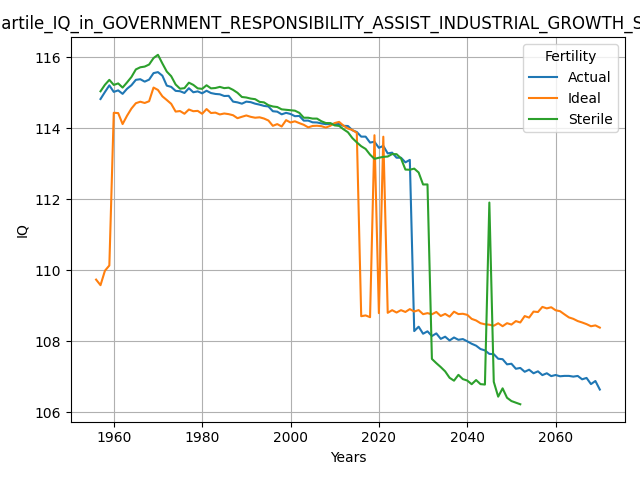 artile_IQ_in_GOVERNMENT_RESPONSIBILITY_ASSIST_INDUSTRIAL_GROWTH_S
Fertility
Actual
Ideal
Sterile
116
114
112
110
108
106
IQ
1960
1980
2000
2020
2040
2060
Years